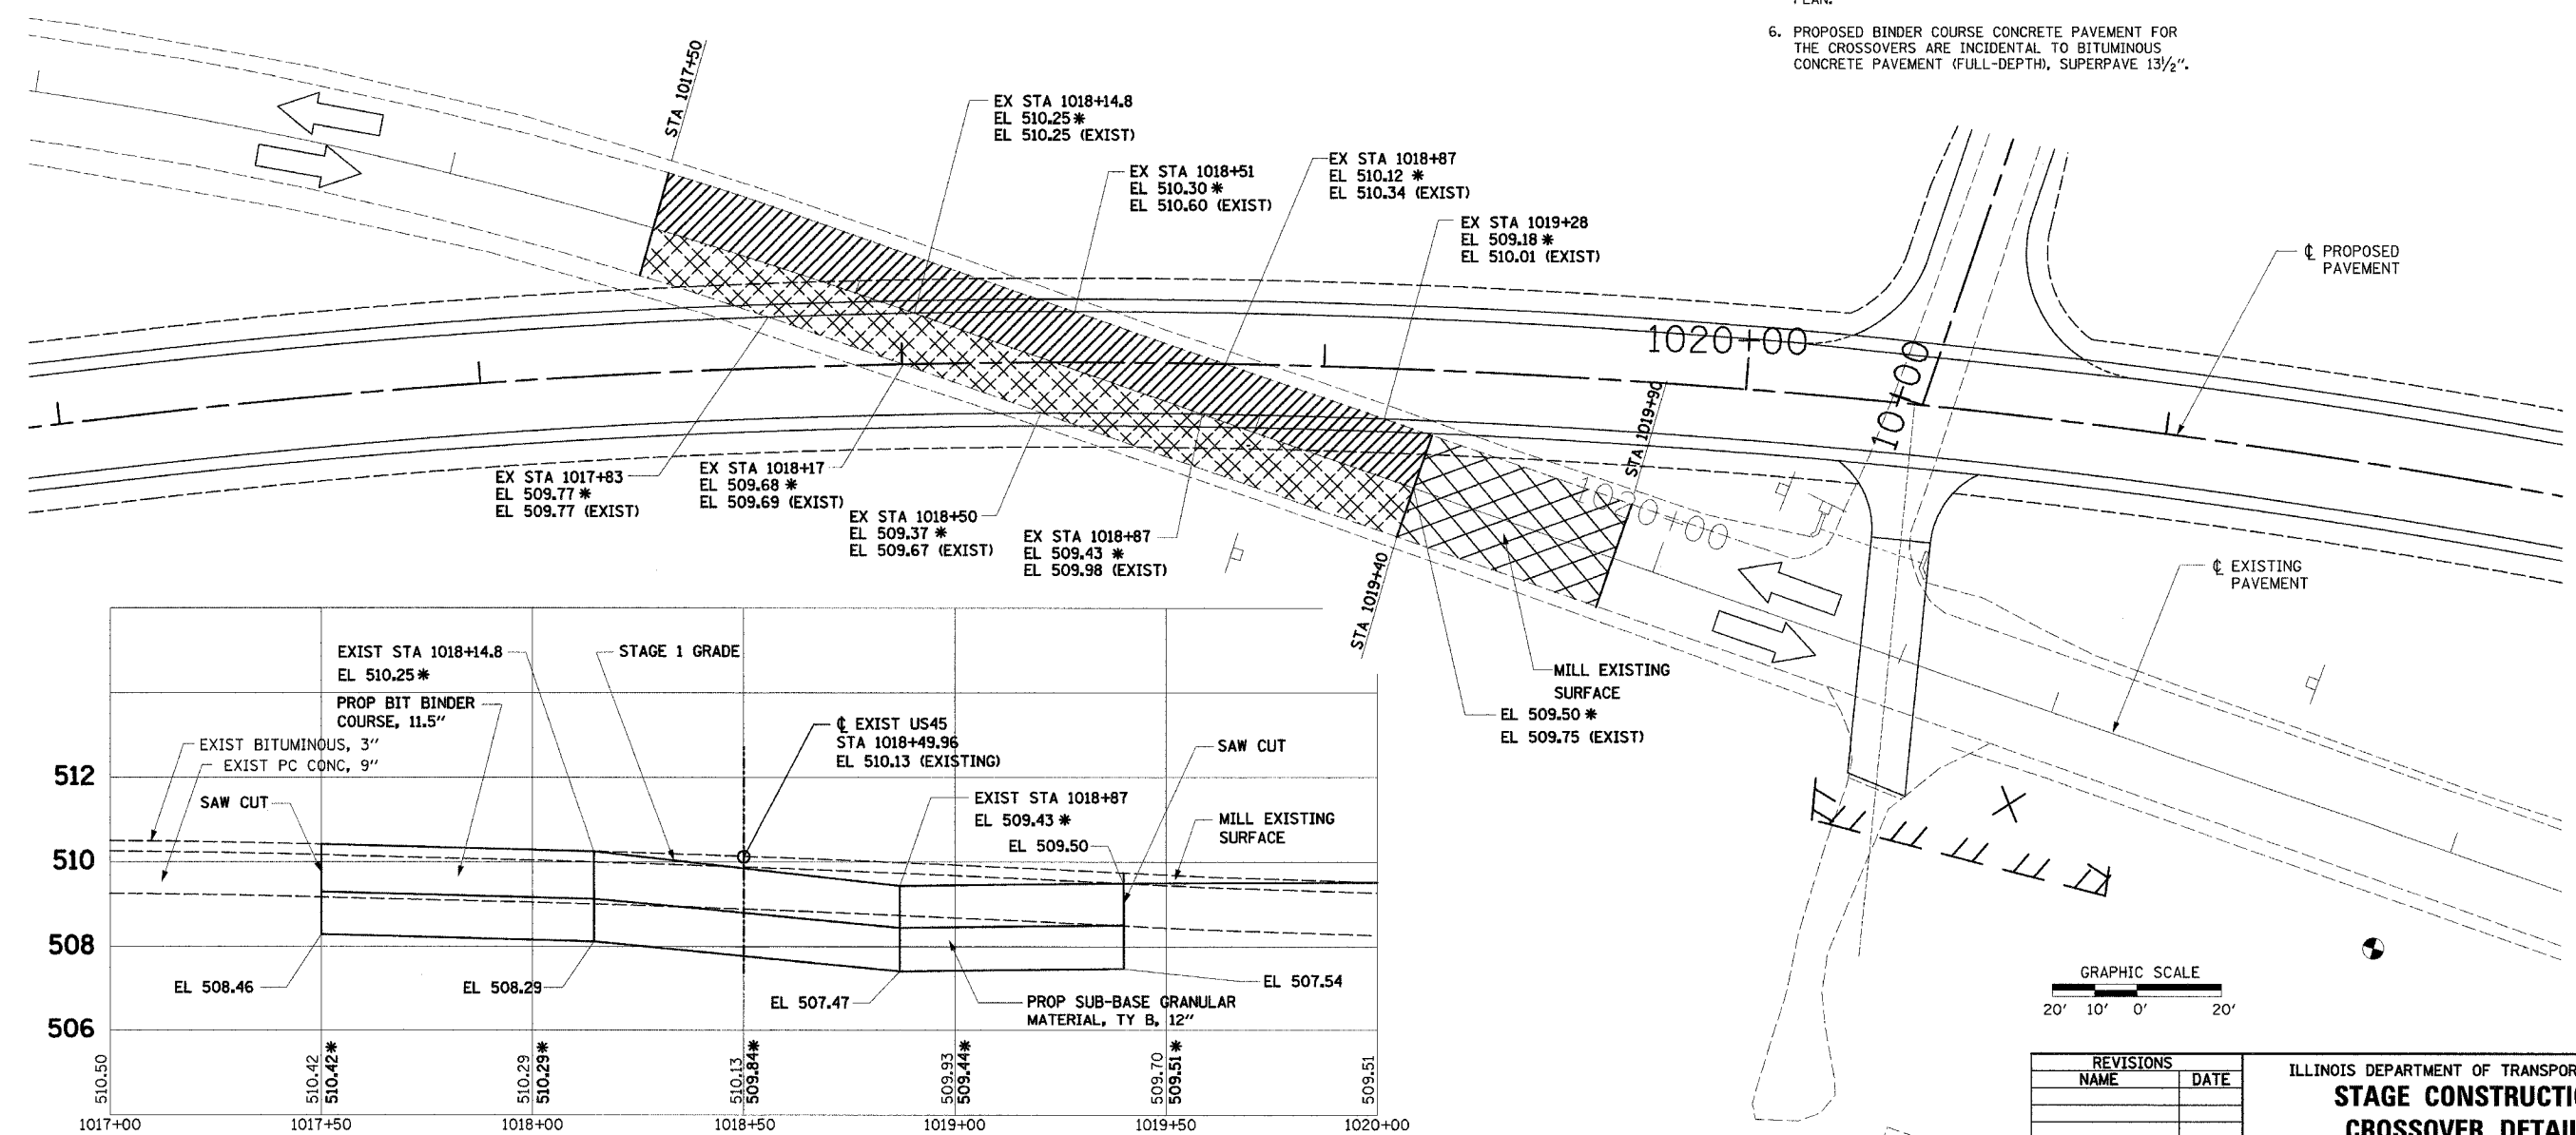 PLAN.
6. PROPOSED BINDER COURSE CONCRETE PAVEMENT FOR
THE CROSSOVERS ARE INCIDENTAL TO BITUMINOUS
CONCRETE PAVEMENT (FULL-DEPTH), SUPERPAVE 13½".
STA 1017+50
EX STA 1018+14.8
EL 510.25 *
EL 510.25 (EXIST)
EX STA 1018+51
EL 510.30 *
EL 510.60 (EXIST)
EX STA 1018+87
EL 510.12 *
EL 510.34 (EXIST)
EX STA 1019+28
EL 509.18 *
EL 510.01 (EXIST)
℄ PROPOSED
PAVEMENT
1020+00
10+00
STA 1019+90
1020+00
EX STA 1017+83
EL 509.77 *
EL 509.77 (EXIST)
EX STA 1018+17
EL 509.68 *
EL 509.69 (EXIST)
EX STA 1018+50
EL 509.37 *
EL 509.67 (EXIST)
EX STA 1018+87
EL 509.43 *
EL 509.98 (EXIST)
STA 1019+40
℄ EXISTING
PAVEMENT
MILL EXISTING
SURFACE
EL 509.50 *
EL 509.75 (EXIST)
EXIST STA 1018+14.8
EL 510.25 *
STAGE 1 GRADE
PROP BIT BINDER
COURSE, 11.5"
EXIST BITUMINOUS, 3"
EXIST PC CONC, 9"
SAW CUT
℄ EXIST US45
STA 1018+49.96
EL 510.13 (EXISTING)
SAW CUT
EXIST STA 1018+87
EL 509.43 *
EL 509.50
MILL EXISTING
SURFACE
512
510
508
506
EL 508.46
EL 508.29
EL 507.47
EL 507.54
PROP SUB-BASE GRANULAR
MATERIAL, TY B, 12"
510.50
510.42
510.42*
510.29
510.29*
510.13
509.84*
509.93
509.44*
509.70
509.51*
509.51
1017+00
1017+50
1018+00
1018+50
1019+00
1019+50
1020+00
GRAPHIC SCALE
20' 10' 0' 20'
REVISIONS
NAME DATE
ILLINOIS DEPARTMENT OF TRANSPOR
STAGE CONSTRUCTI
CROSSOVER DETAI